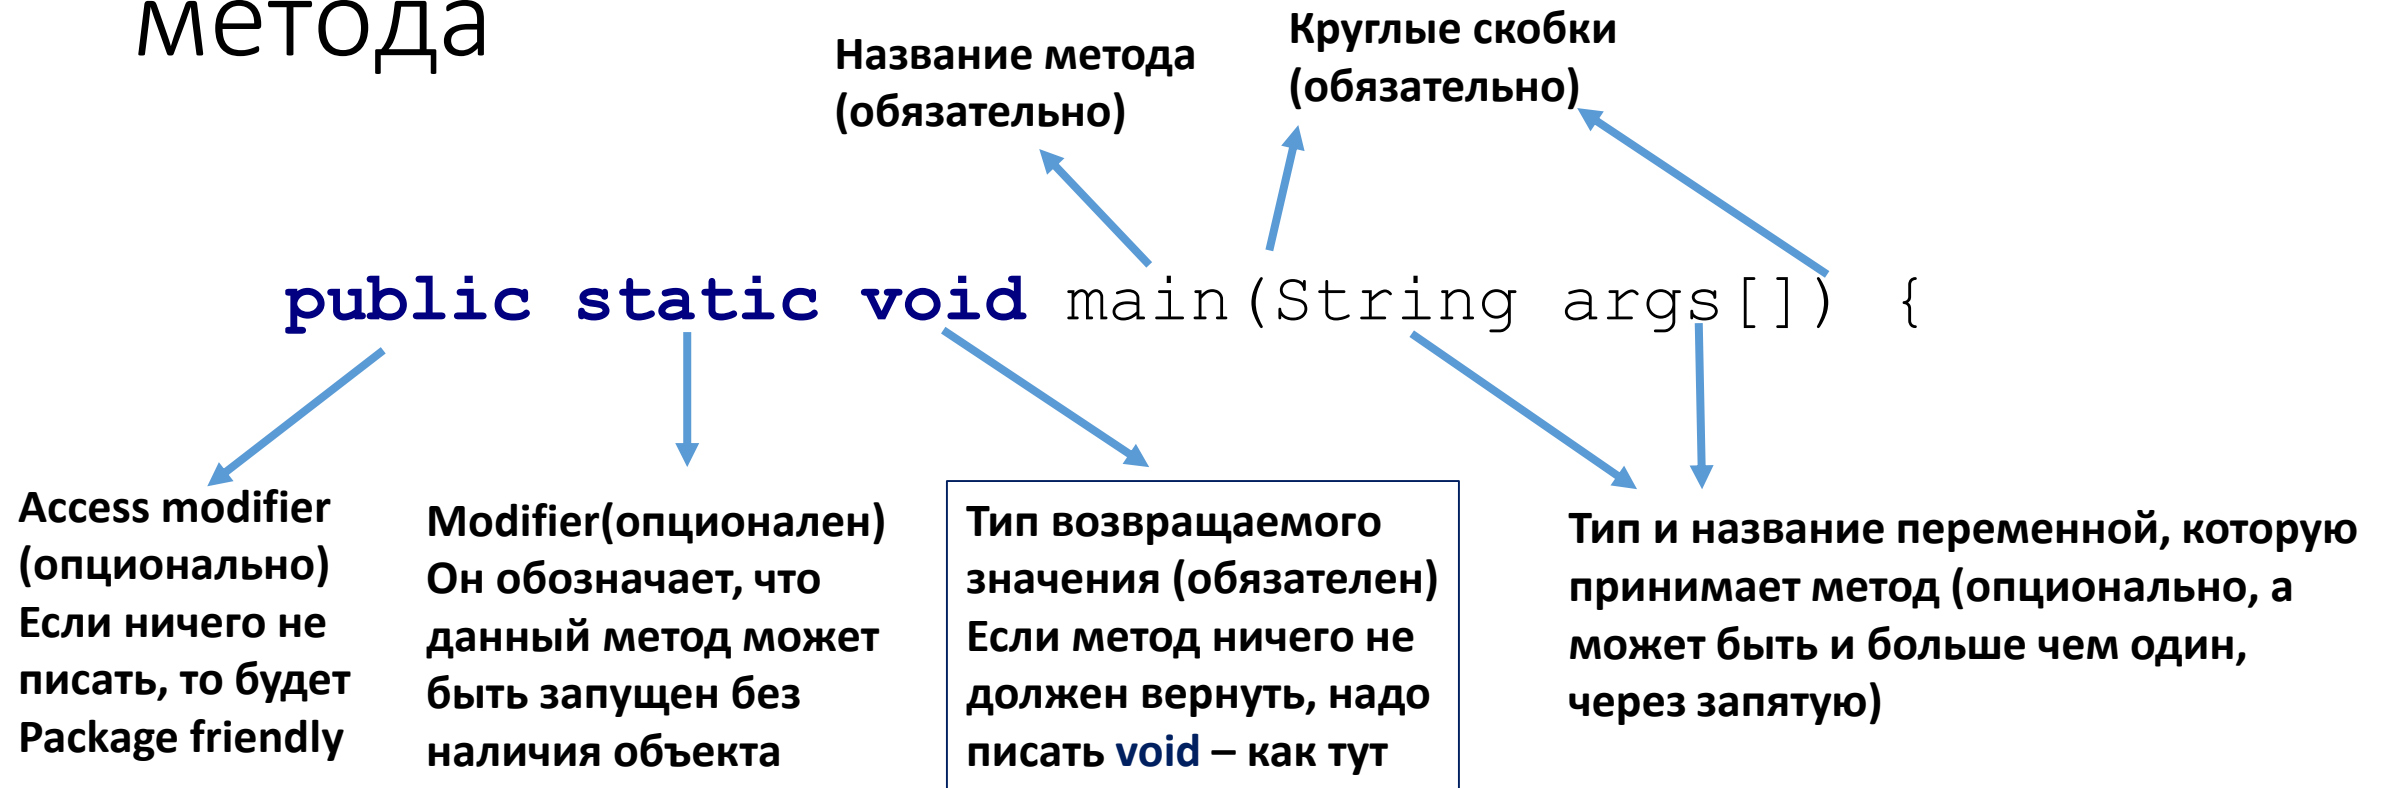 метода
Название метода
(обязательно)
Круглые скобки
(обязательно)
public static void main(String args[]) {
Access modifier
(опционально)
Если ничего не
писать, то будет
Package friendly
Modifier(опционален)
Он обозначает, что
данный метод может
быть запущен без
наличия объекта
Тип возвращаемого
значения (обязателен)
Если метод ничего не
должен вернуть, надо
писать void – как тут
Тип и название переменной, которую
принимает метод (опционально, а
может быть и больше чем один,
через запятую)